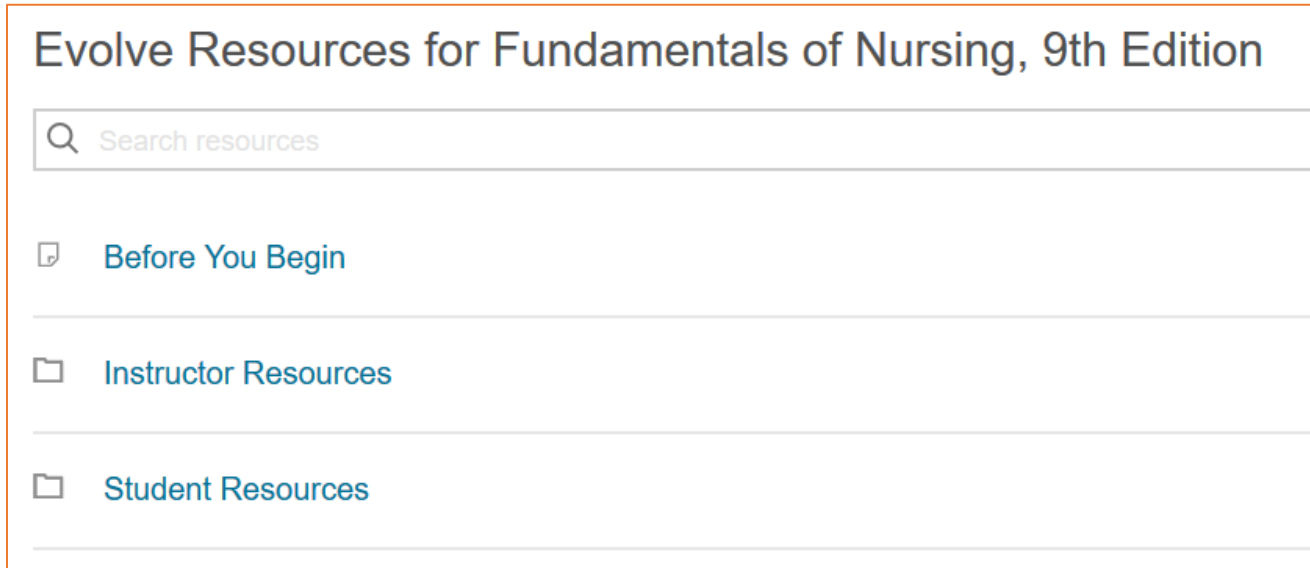 Evolve Resources for Fundamentals of Nursing, 9th Edition
Search resources
Before You Begin
Instructor Resources
Student Resources